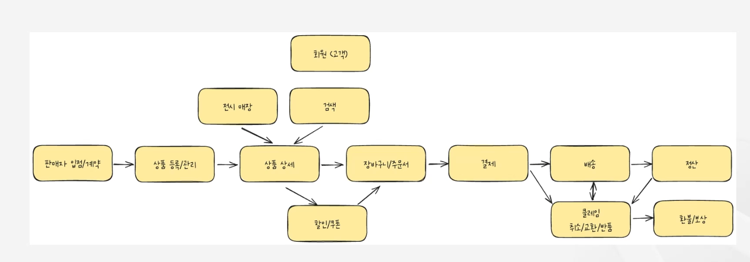 회원 (고객)
전시 매장
검색
판매자 입점/계약
상품 등록/관리
상품 상세
장바구니/주문서
결제
배송
정산
할인/쿠폰
클레임
취소/교환/반품
환불/보상